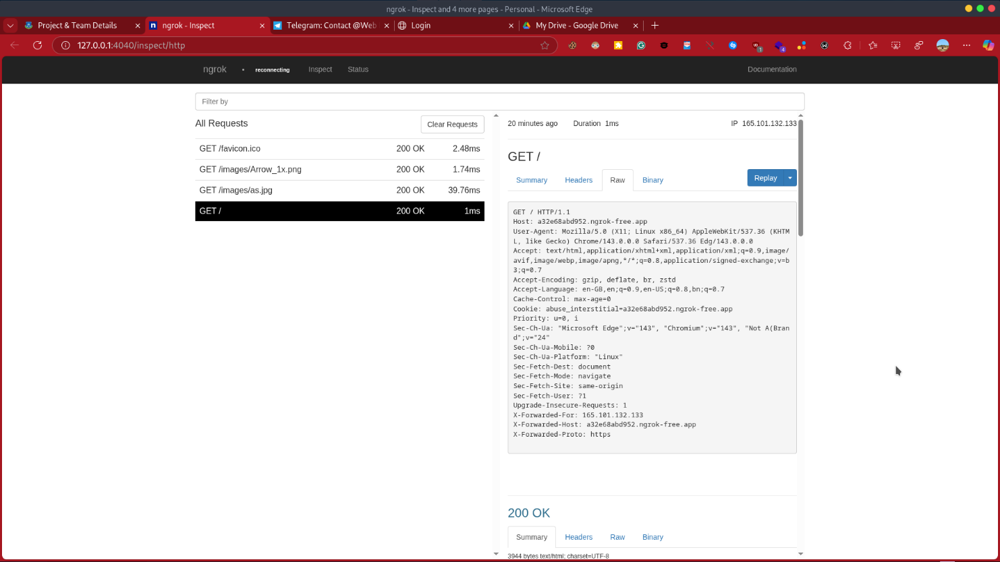 ngrok - Inspect and 4 more pages - Personal - Microsoft Edge
Project & Team Details
ngrok - Inspect
Telegram: Contact @Web
Login
My Drive - Google Drive
127.0.0.1:4040/inspect/http
1
4
ngrok
reconnecting
Inspect
Status
Documentation
Filter by
All Requests
Clear Requests
GET /favicon.ico 200 OK 2.48ms
GET /images/Arrow_1x.png 200 OK 1.74ms
GET /images/as.jpg 200 OK 39.76ms
GET / 200 OK 1ms
20 minutes ago Duration 1ms IP 165.101.132.133
GET /
Summary Headers Raw Binary Replay
GET / HTTP/1.1
Host: a32e68abd952.ngrok-free.app
User-Agent: Mozilla/5.0 (X11; Linux x86_64) AppleWebKit/537.36 (KHTM
L, like Gecko) Chrome/143.0.0.0 Safari/537.36 Edg/143.0.0.0
Accept: text/html,application/xhtml+xml,application/xml;q=0.9,image/
avif,image/webp,image/apng,*/*;q=0.8,application/signed-exchange;v=b
3;q=0.7
Accept-Encoding: gzip, deflate, br, zstd
Accept-Language: en-GB,en;q=0.9,en-US;q=0.8,bn;q=0.7
Cache-Control: max-age=0
Cookie: abuse_interstitial=a32e68abd952.ngrok-free.app
Priority: u=0, i
Sec-Ch-Ua: "Microsoft Edge";v="143", "Chromium";v="143", "Not A(Bran
d";v="24"
Sec-Ch-Ua-Mobile: ?0
Sec-Ch-Ua-Platform: "Linux"
Sec-Fetch-Dest: document
Sec-Fetch-Mode: navigate
Sec-Fetch-Site: same-origin
Sec-Fetch-User: ?1
Upgrade-Insecure-Requests: 1
X-Forwarded-For: 165.101.132.133
X-Forwarded-Host: a32e68abd952.ngrok-free.app
X-Forwarded-Proto: https
200 OK
Summary Headers Raw Binary
3944 bytes text/html; charset=UTF-8